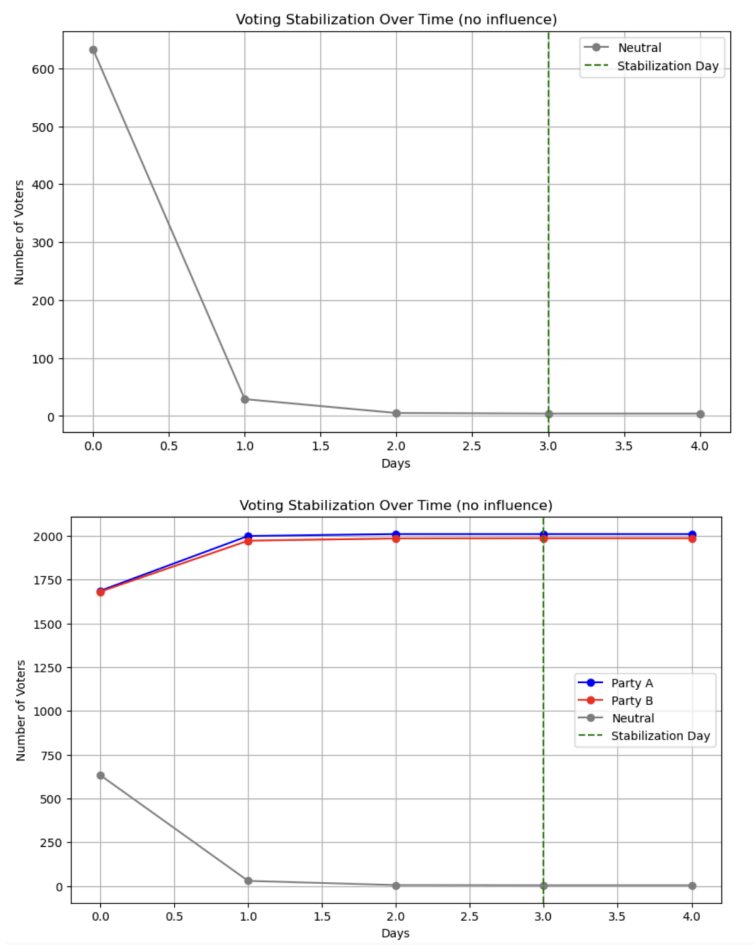 Voting Stabilization Over Time (no influence)
Neutral
Stabilization Day
Number of Voters
600
500
400
300
200
100
0
0.0 0.5 1.0 1.5 2.0 2.5 3.0 3.5 4.0
Days
Voting Stabilization Over Time (no influence)
Number of Voters
2000
1750
1500
1250
1000
750
500
250
0
Party A
Party B
Neutral
Stabilization Day
0.0 0.5 1.0 1.5 2.0 2.5 3.0 3.5 4.0
Days